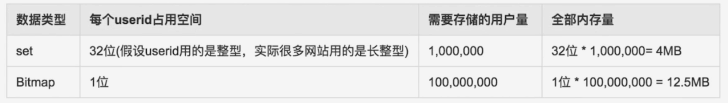 数据类型 每个userid占用空间 需要存储的用户量 全部内存量
set 32位(假设userid用的是整型，实际很多网站用的是长整型) 1,000,000 32位 * 1,000,000= 4MB
Bitmap 1位 100,000,000 1位 * 100,000,000 = 12.5MB